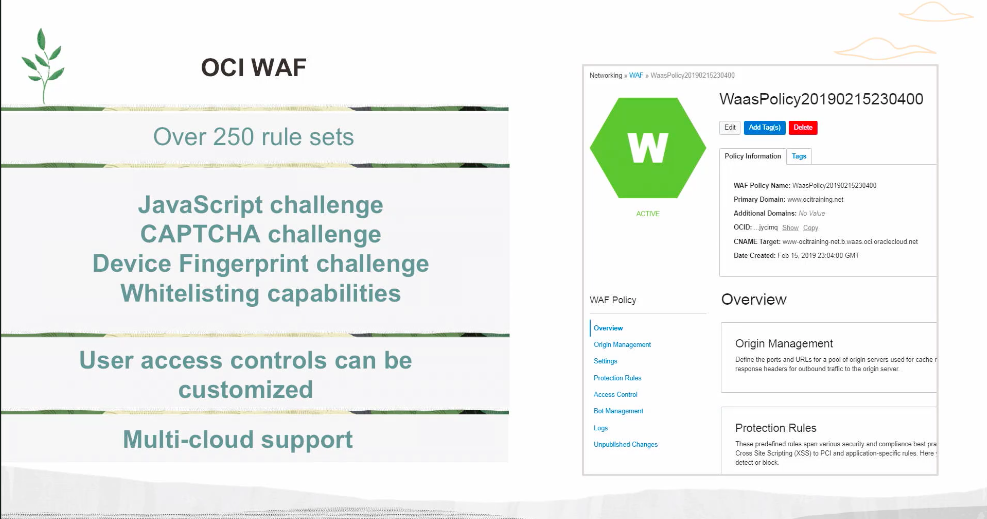 OCI WAF
Over 250 rule sets
JavaScript challenge
CAPTCHA challenge
Device Fingerprint challenge
Whitelisting capabilities
User access controls can be
customized
Multi-cloud support
Networking » WAF » WaasPolicy20190215230400
W
ACTIVE
WaasPolicy20190215230400
Edit Add Tag(s) Delete
Policy Information Tags
WAF Policy Name: WaasPolicy20190215230400
Primary Domain: www.ocitraining.net
Additional Domains: No Value
OCID: ...jycimq Show Copy
CNAME Target: www-ocitraining-net.b.waas.oci.oraclecloud.net
Date Created: Feb 15, 2019 23:04:00 GMT
WAF Policy
Overview
Origin Management
Settings
Protection Rules
Access Control
Bot Management
Logs
Unpublished Changes
Overview
Origin Management
Define the ports and URLs for a pool of origin servers used for cache
response headers for outbound traffic to the origin server
Protection Rules
These predefined rules span various security and compliance best
Cross Site Scripting (XSS) to PCI and application-specific rules. Here
detect or block.